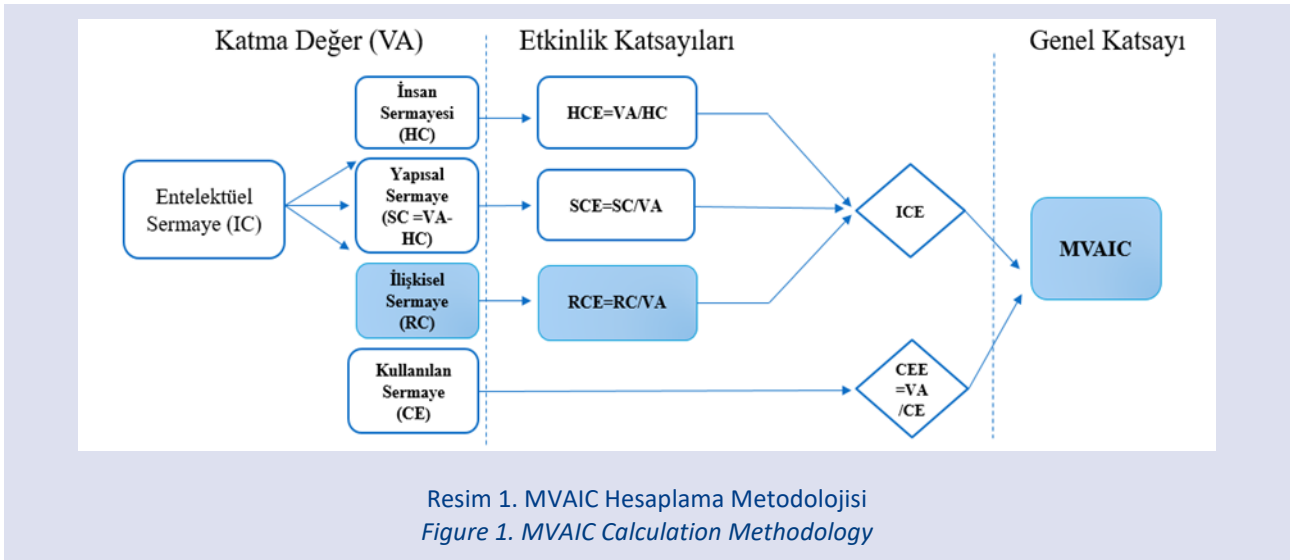 Katma Değer (VA)
Etkinlik Katsayıları
Genel Katsayı
Entelektüel
Sermaye (IC)
İnsan
Sermayesi
(HC)
HCE=VA/HC
Yapısal
Sermaye
(SC =VA-
HC)
SCE=SC/VA
İlişkisel
Sermaye
(RC)
RCE=RC/VA
Kullanılan
Sermaye
(CE)
ICE
CEE
=VA
/CE
MVAIC
Resim 1. MVAIC Hesaplama Metodolojisi
Figure 1. MVAIC Calculation Methodology